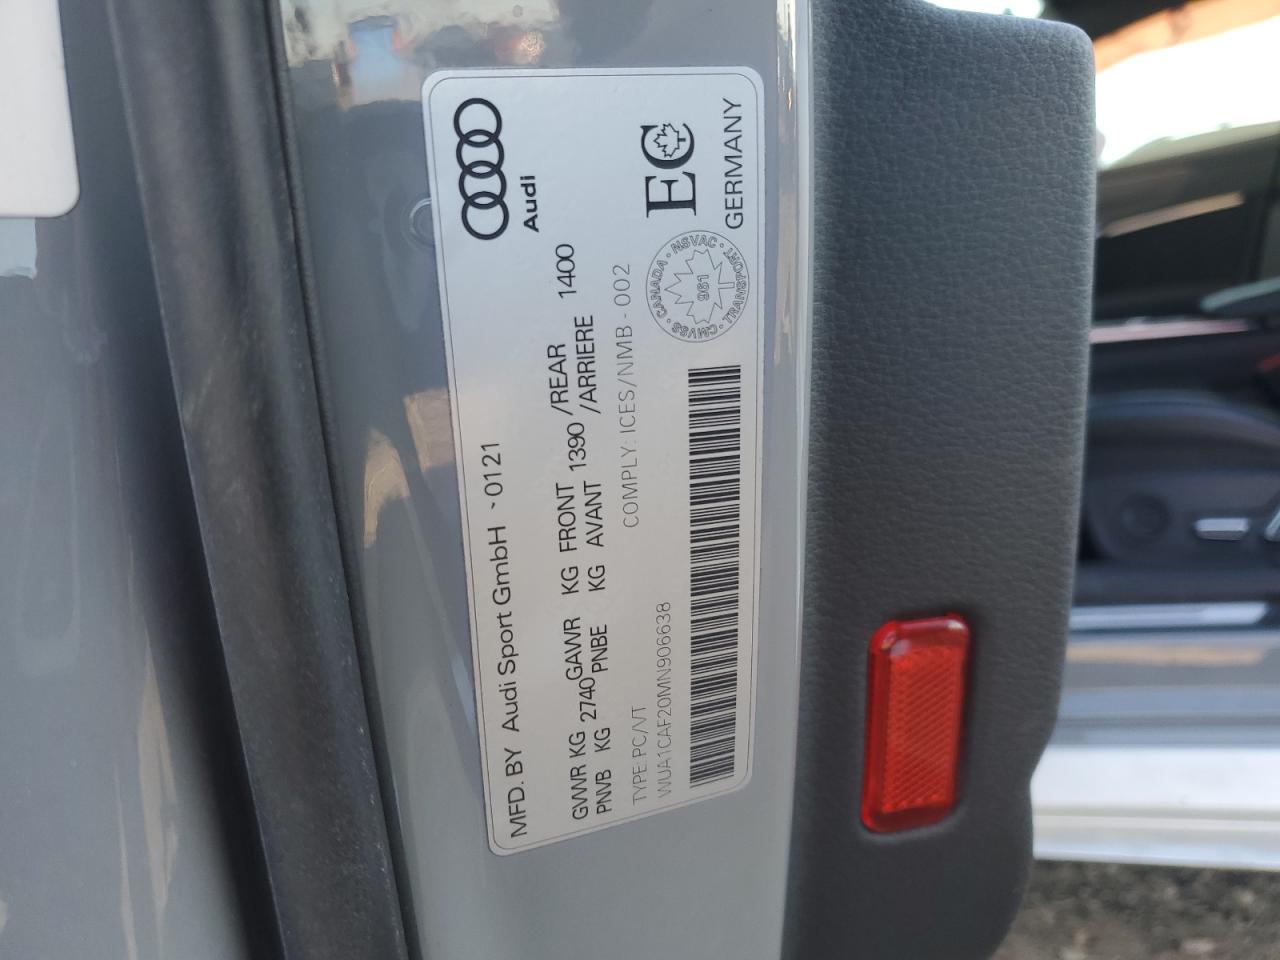 Audi
MFD. BY Audi Sport GmbH - 0121
GVWR KG 2740 GAWR KG FRONT 1390 /REAR 1400
PNVB KG PNBE KG AVANT /ARRIERE
TYPE: PC/VT COMPLY: ICES/NMB - 002
WUA1CAF20MN906638
CANADA · NSVAC · TRANSPORT · CMVSS ·
961
EC
GERMANY